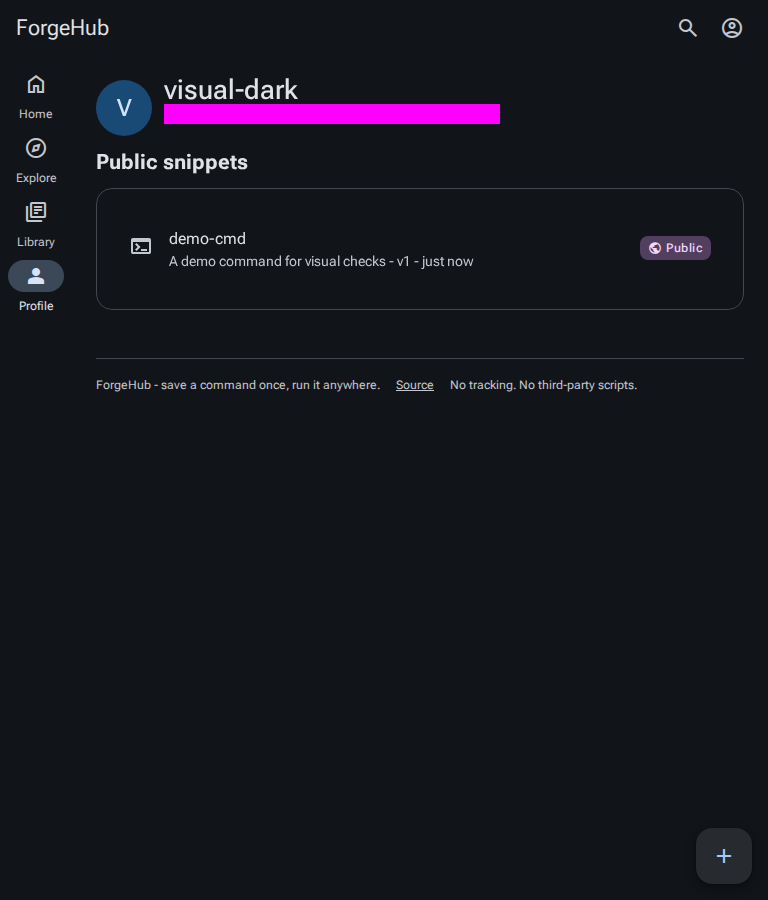 ForgeHub
Home
Explore
Library
Profile
V
visual-dark
Public snippets
demo-cmd
A demo command for visual checks - v1 - just now
Public
ForgeHub - save a command once, run it anywhere. Source No tracking. No third-party scripts.